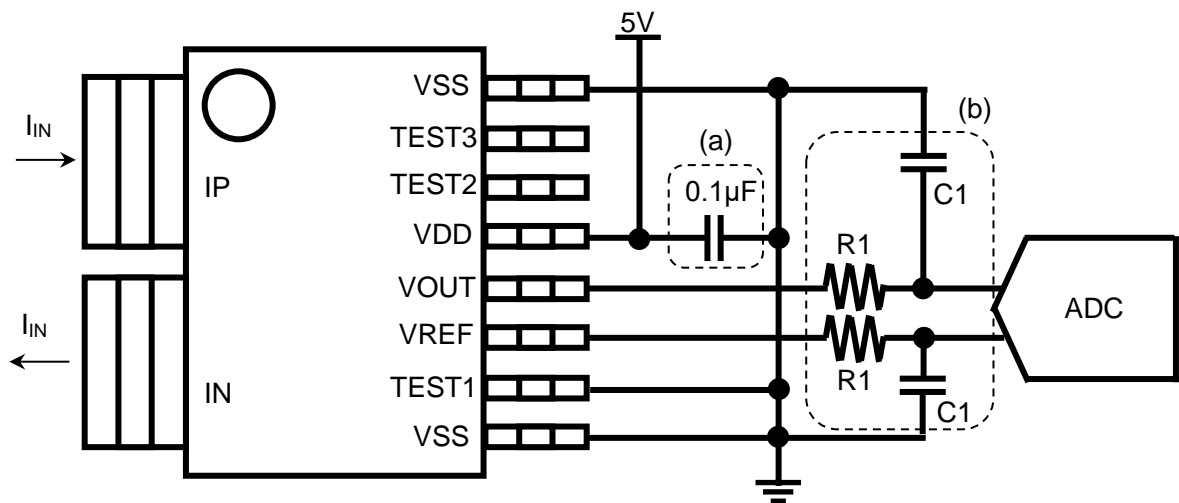 5V
VSS
(b)
I_IN
TEST3
(a)
IP
TEST2
0.1µF
C1
VDD
R1
VOUT
ADC
I_IN
VREF
R1
IN
TEST1
C1
VSS